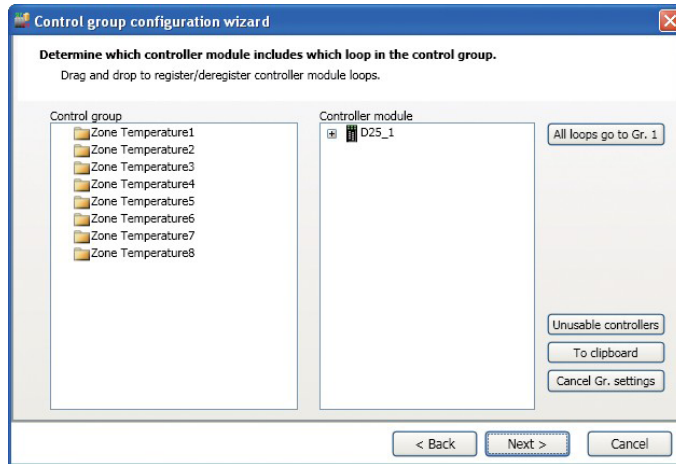 Control group configuration wizard
Determine which controller module includes which loop in the control group.
Drag and drop to register/deregister controller module loops.
Control group
Zone Temperature1
Zone Temperature2
Zone Temperature3
Zone Temperature4
Zone Temperature5
Zone Temperature6
Zone Temperature7
Zone Temperature8
Controller module
D25_1
All loops go to Gr. 1
Unusable controllers
To clipboard
Cancel Gr. settings
< Back
Next >
Cancel